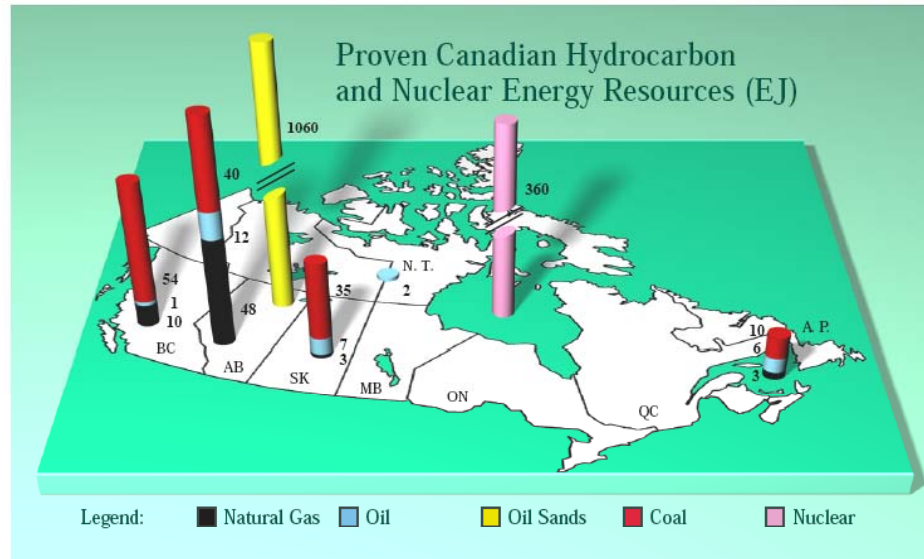 Proven Canadian Hydrocarbon
and Nuclear Energy Resources (EJ)
1060
40
360
12
N. T.
54
35
2
1
48
10
10
A. P.
7
6
BC
3
3
AB
SK
MB
ON
QC
Legend:
Natural Gas
Oil
Oil Sands
Coal
Nuclear